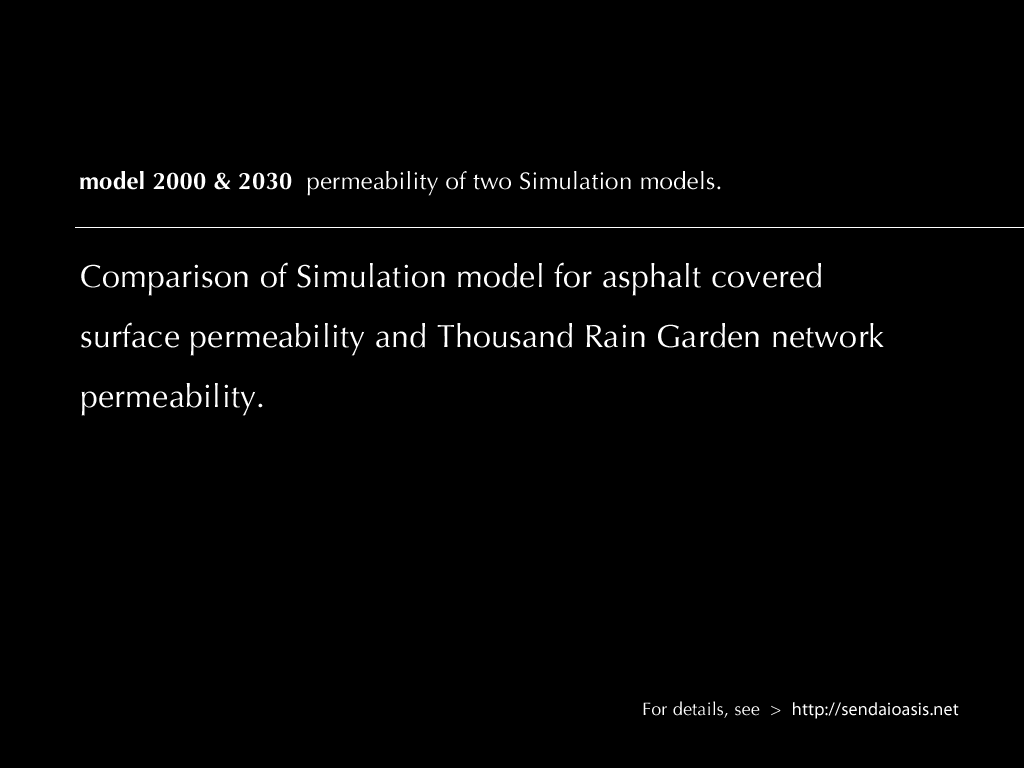 model 2000 & 2030 permeability of two Simulation models.
Comparison of Simulation model for asphalt covered
surface permeability and Thousand Rain Garden network
permeability.
For details, see > http://sendaioasis.net